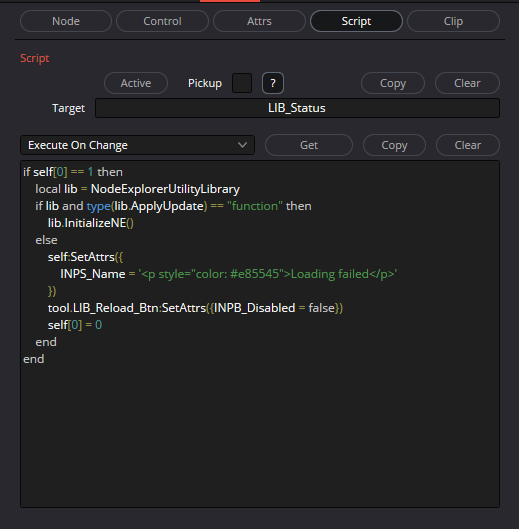 Node Control Attrs Script Clip
Script
Active Pickup ? Copy Clear
Target LIB_Status
Execute On Change Get Copy Clear
if self[0] == 1 then
    local lib = NodeExplorerUtilityLibrary
    if lib and type(lib.ApplyUpdate) == "function" then
        lib.InitializeNE()
    else
        self:SetAttrs({
            INPS_Name = '<p style="color: #e85545">Loading failed</p>'
        })
        tool.LIB_Reload_Btn:SetAttrs({INPB_Disabled = false})
        self[0] = 0
    end
end